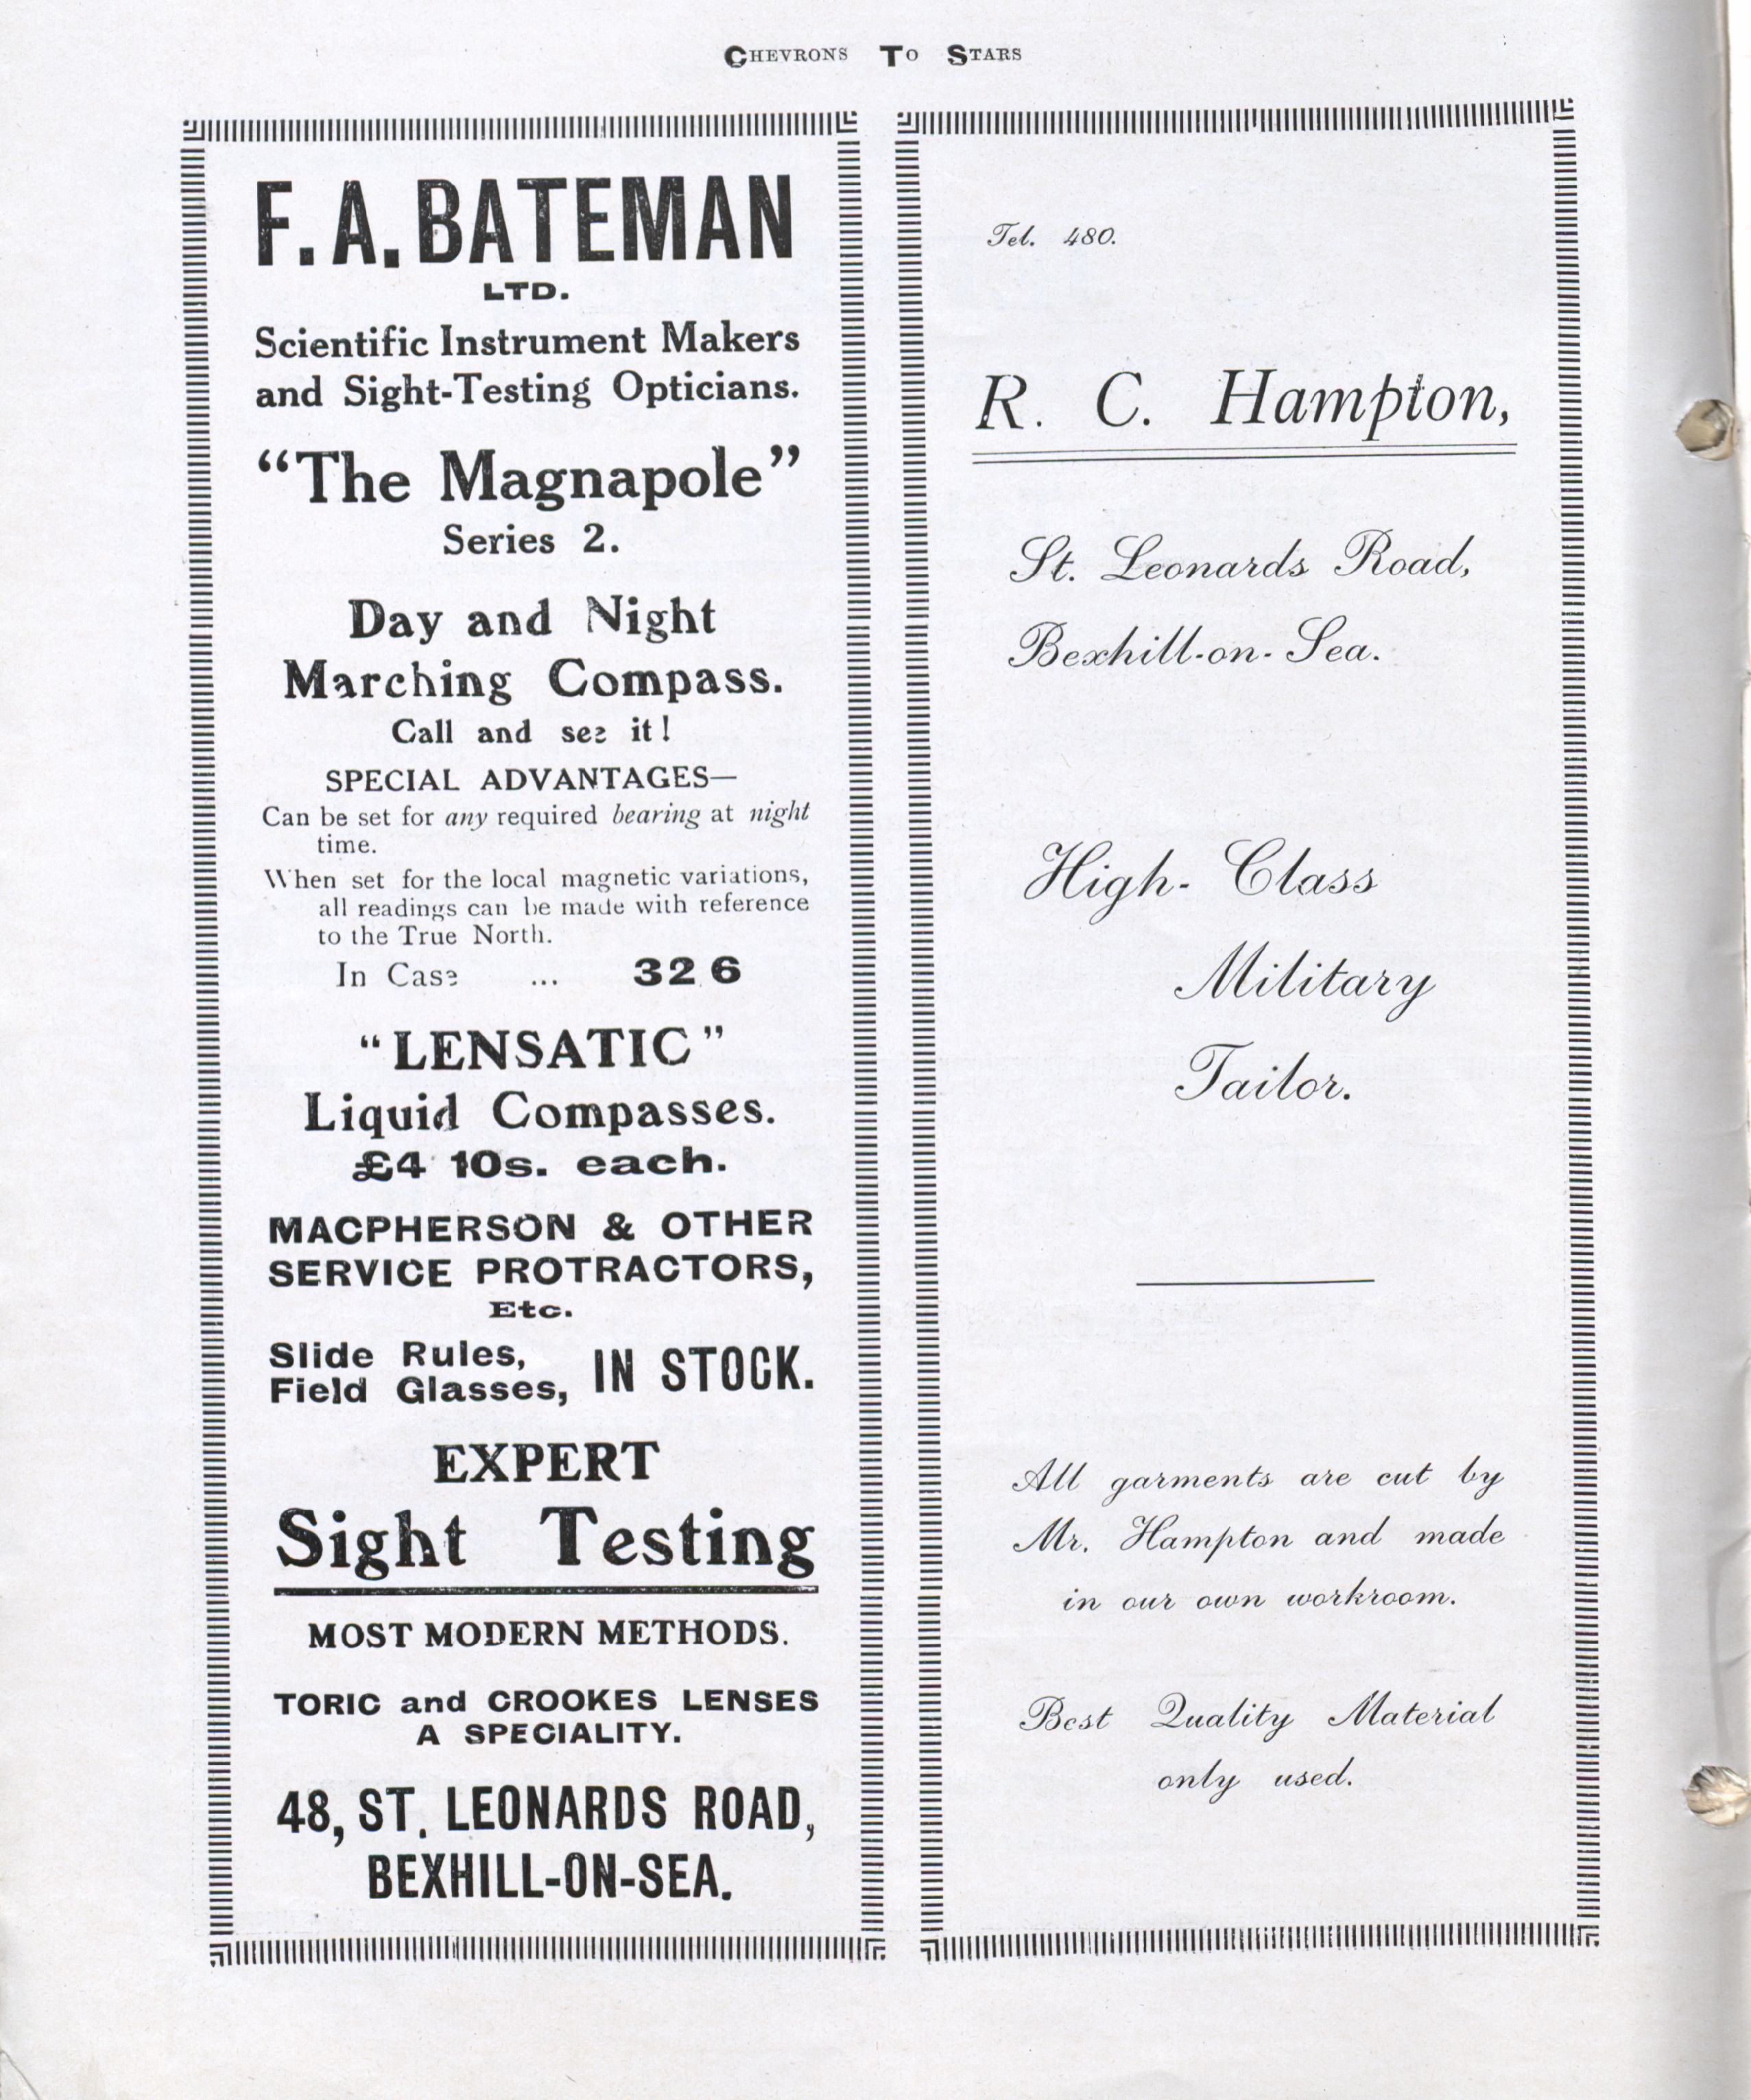 CHEVRONS TO STARS
F. A. BATEMAN
LTD.
Scientific Instrument Makers
and Sight-Testing Opticians.
"The Magnapole"
Series 2.
Day and Night
Marching Compass.
Call and see it!
SPECIAL ADVANTAGES—
Can be set for any required bearing at night
time.
When set for the local magnetic variations,
all readings can be made with reference
to the True North.
In Case ... 32 6
"LENSATIC"
Liquid Compasses.
£4 10s. each.
MACPHERSON & OTHER
SERVICE PROTRACTORS,
Etc.
Slide Rules,
Field Glasses, IN STOCK.
EXPERT
Sight Testing
MOST MODERN METHODS.
TORIC and CROOKES LENSES
A SPECIALITY.
48, ST. LEONARDS ROAD,
BEXHILL-ON-SEA.
Tel. 480.
R. C. Hampton,
St. Leonards Road,
Bexhill-on-Sea.
High-Class
Military
Tailor.
All garments are cut by
Mr. Hampton and made
in our own workroom.
Best Quality Material
only used.